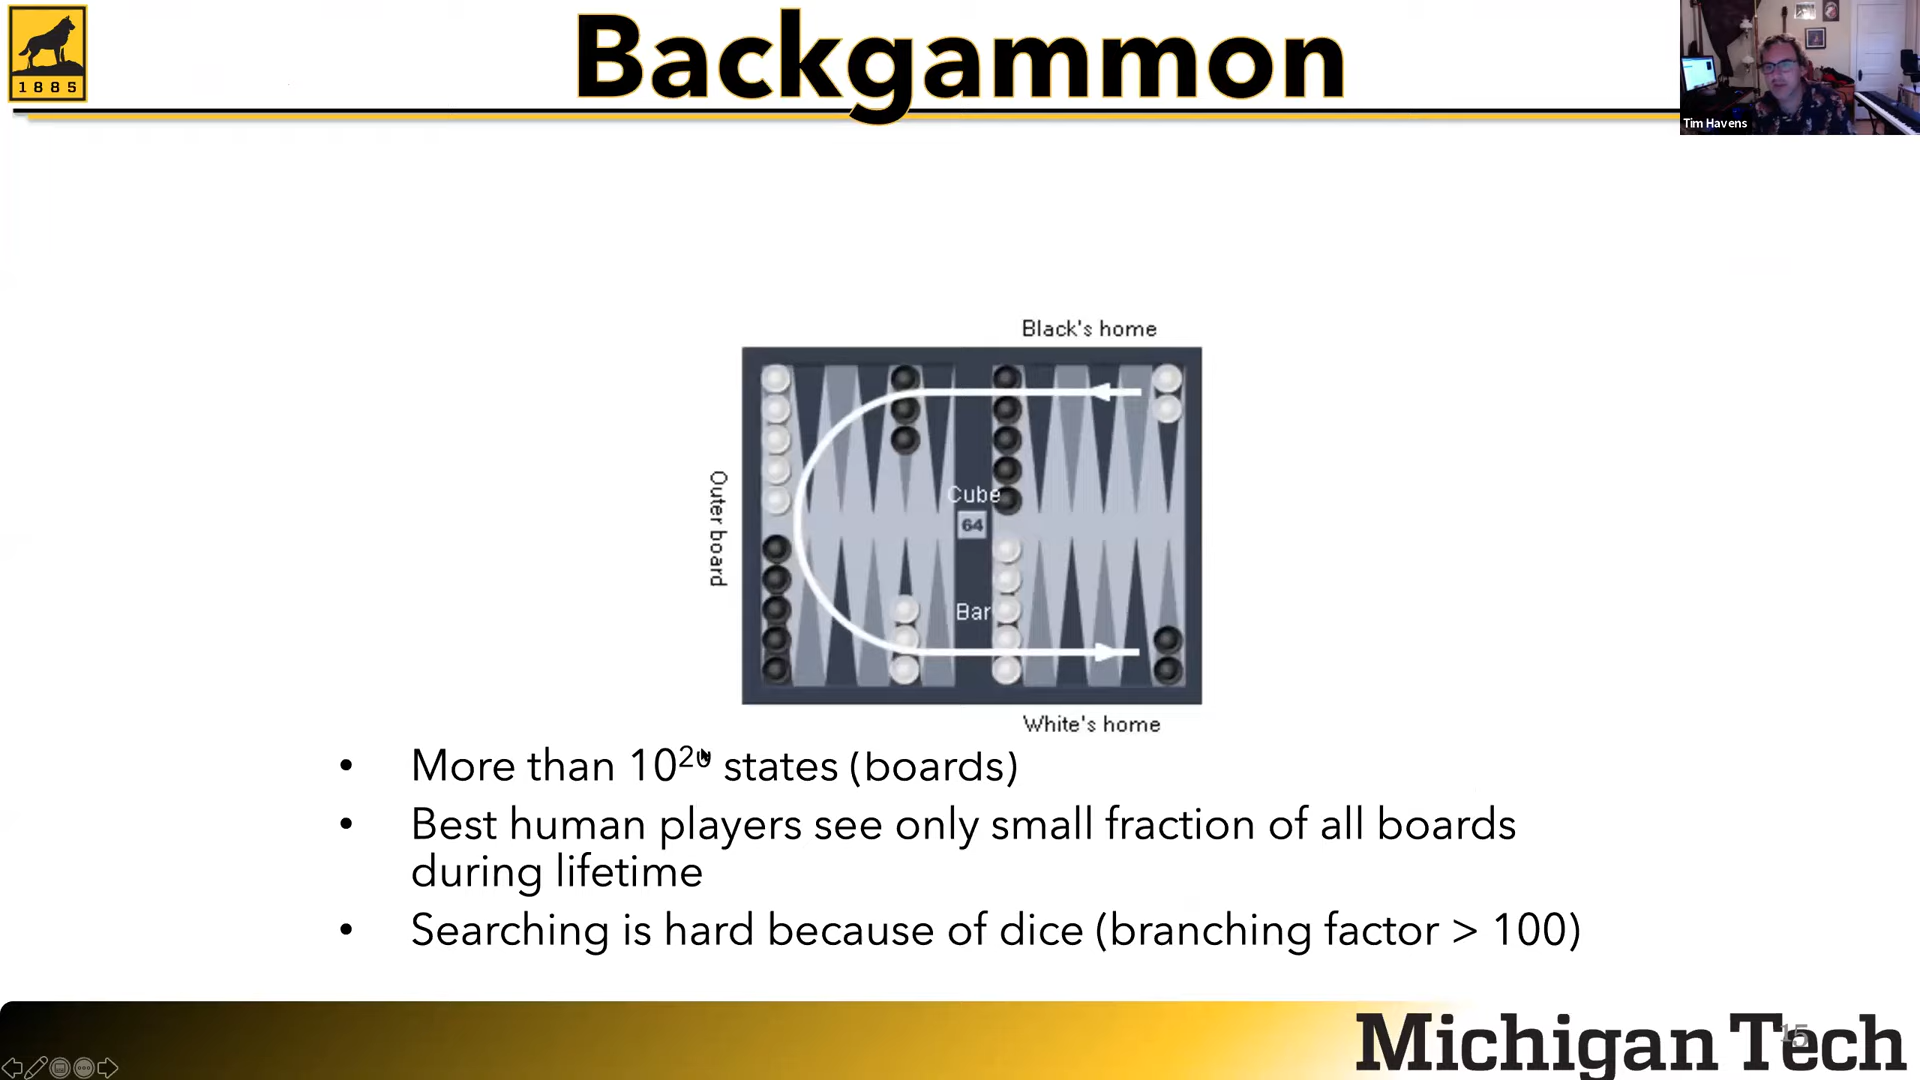 Backgammon
1885
Tim Havens
Black's home
Outer board
Cube
64
Bar
White's home
• More than 10²⁰ states (boards)
• Best human players see only small fraction of all boards
during lifetime
• Searching is hard because of dice (branching factor > 100)
Michigan Tech
15